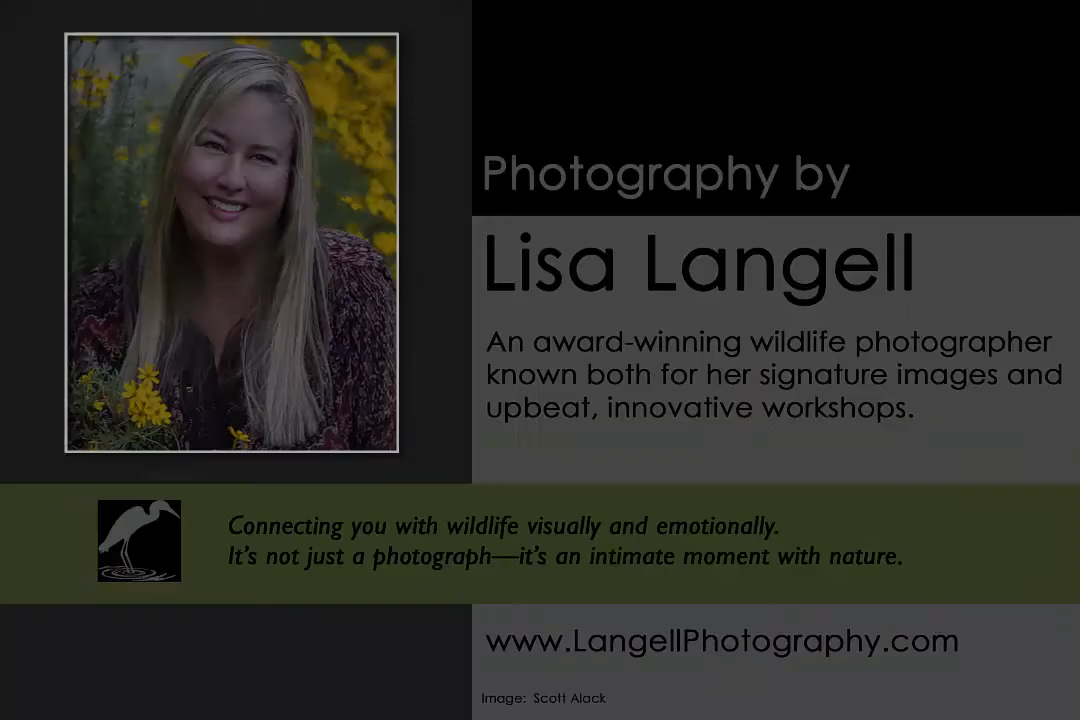 Photography by
Lisa Langell
An award-winning wildlife photographer
known both for her signature images and
upbeat, innovative workshops.
Connecting you with wildlife visually and emotionally.
It’s not just a photograph—it’s an intimate moment with nature.
www.LangellPhotography.com
Image: Scott Alack